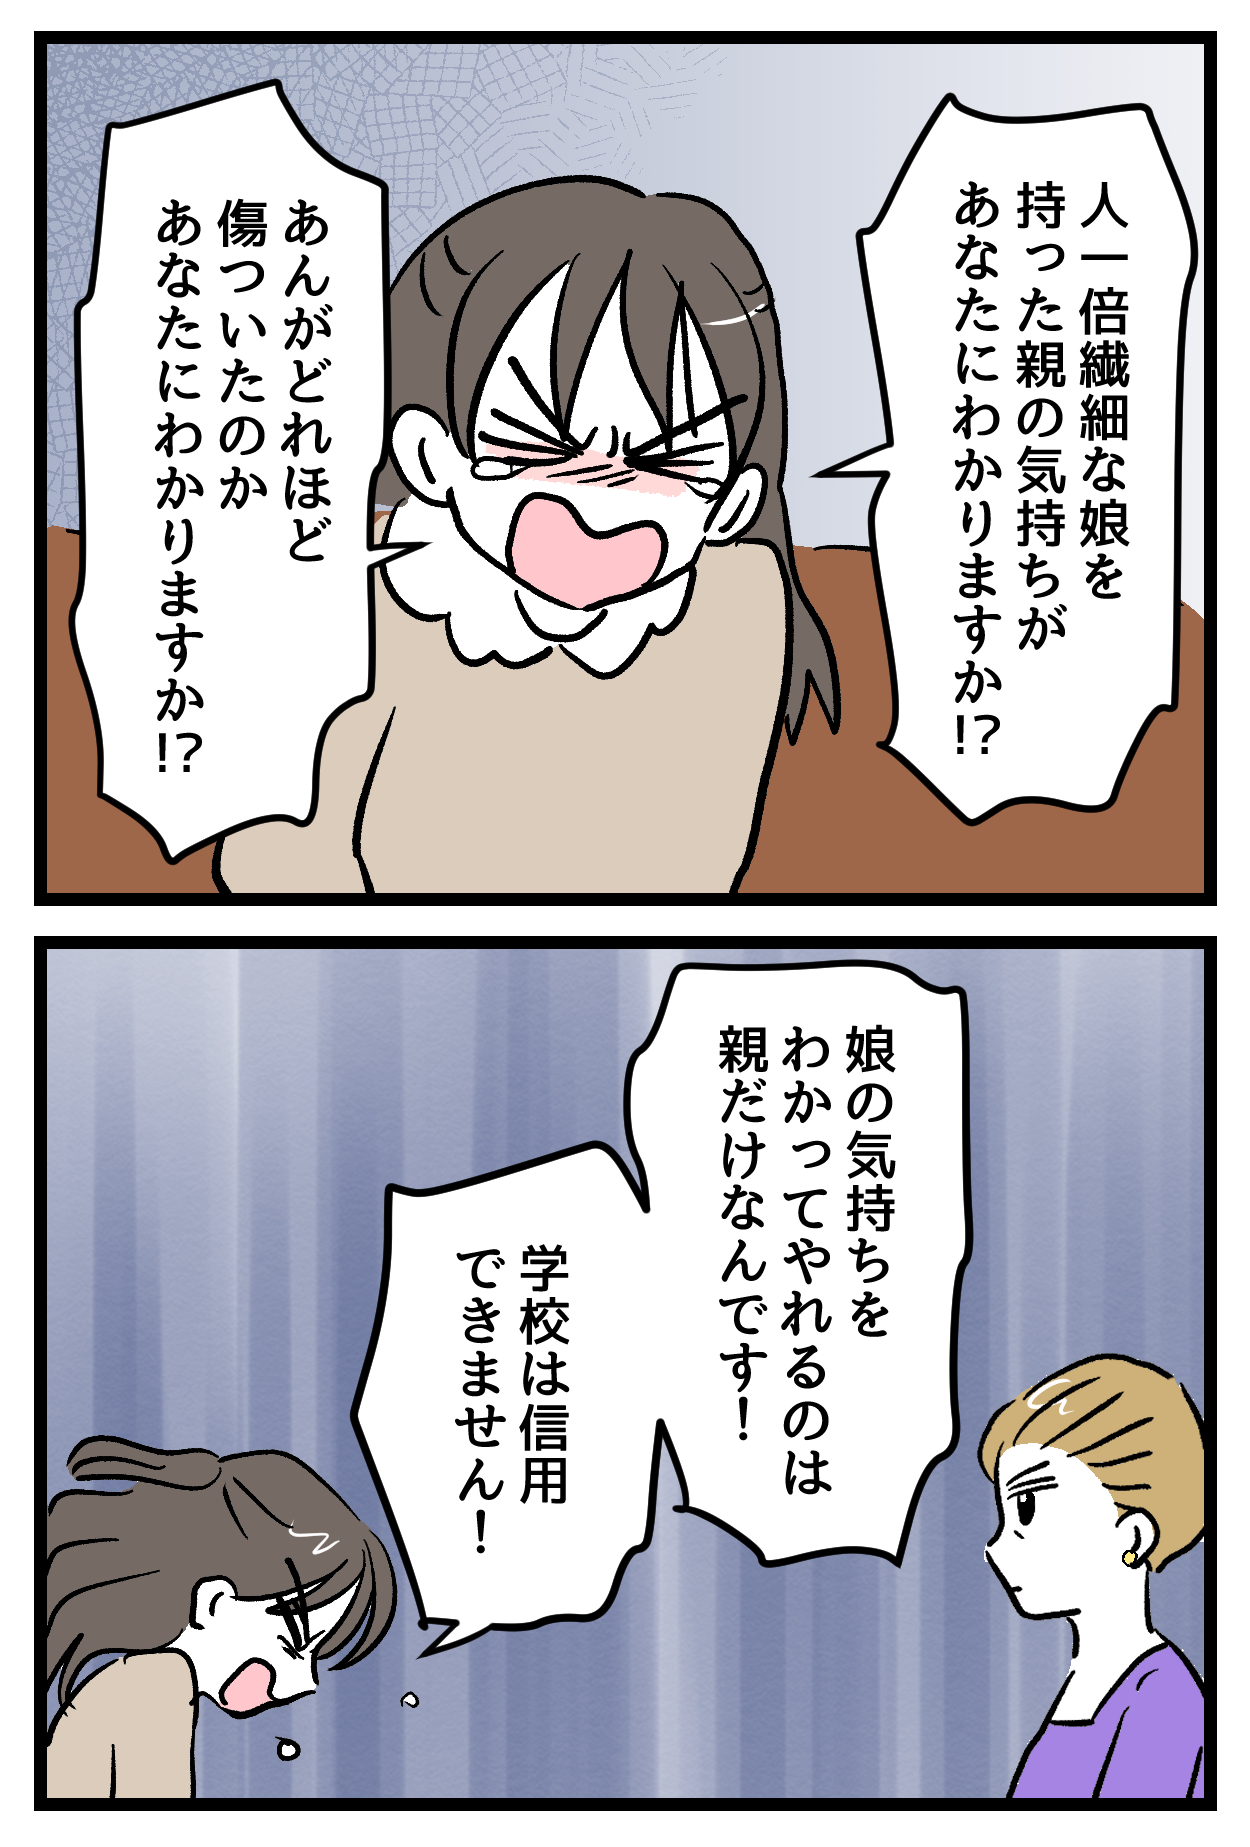 人一倍繊細な娘を
持った親の気持ちが
あなたにわかりますか!?
あんがどれほど
傷ついたのか
あなたにわかりますか!?
娘の気持ちを
わかってやれるのは
親だけなんです!
学校は信用
できません!